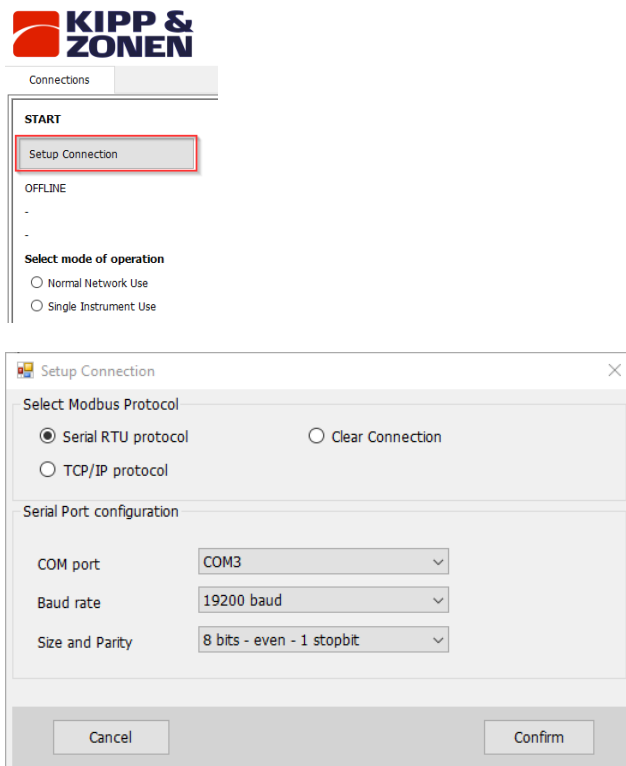 KIPP &
ZONEN
Connections
START
Setup Connection
OFFLINE
-
-
Select mode of operation
Normal Network Use
Single Instrument Use
Setup Connection
Select Modbus Protocol
Serial RTU protocol Clear Connection
TCP/IP protocol
Serial Port configuration
COM port COM3
Baud rate 19200 baud
Size and Parity 8 bits - even - 1 stopbit
Cancel Confirm